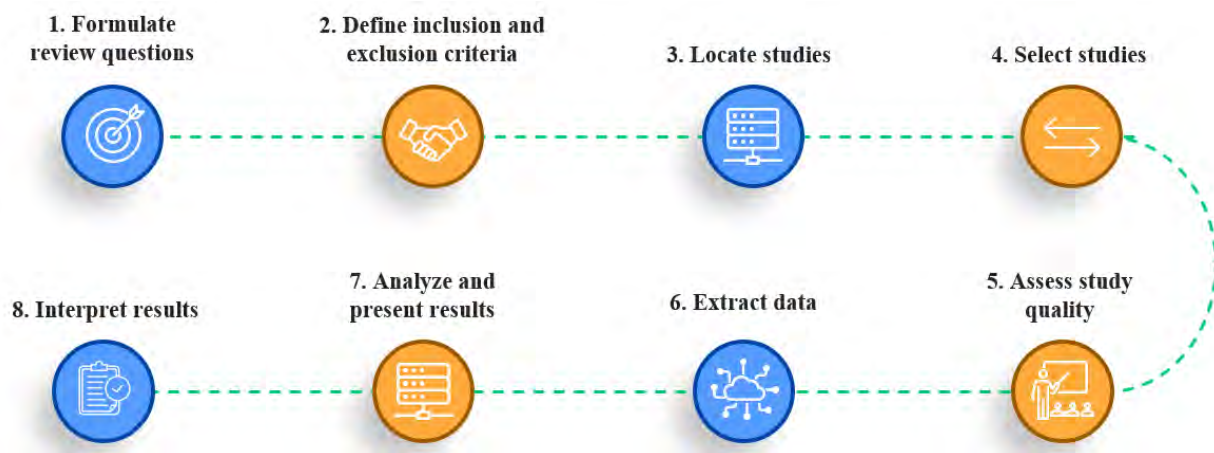 1. Formulate
review questions
2. Define inclusion and
exclusion criteria
3. Locate studies
4. Select studies
5. Assess study
quality
6. Extract data
7. Analyze and
present results
8. Interpret results